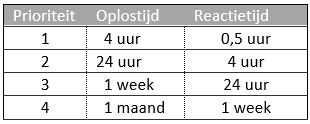 Prioriteit Oplostijd Reactietijd
1 4 uur 0,5 uur
2 24 uur 4 uur
3 1 week 24 uur
4 1 maand 1 week